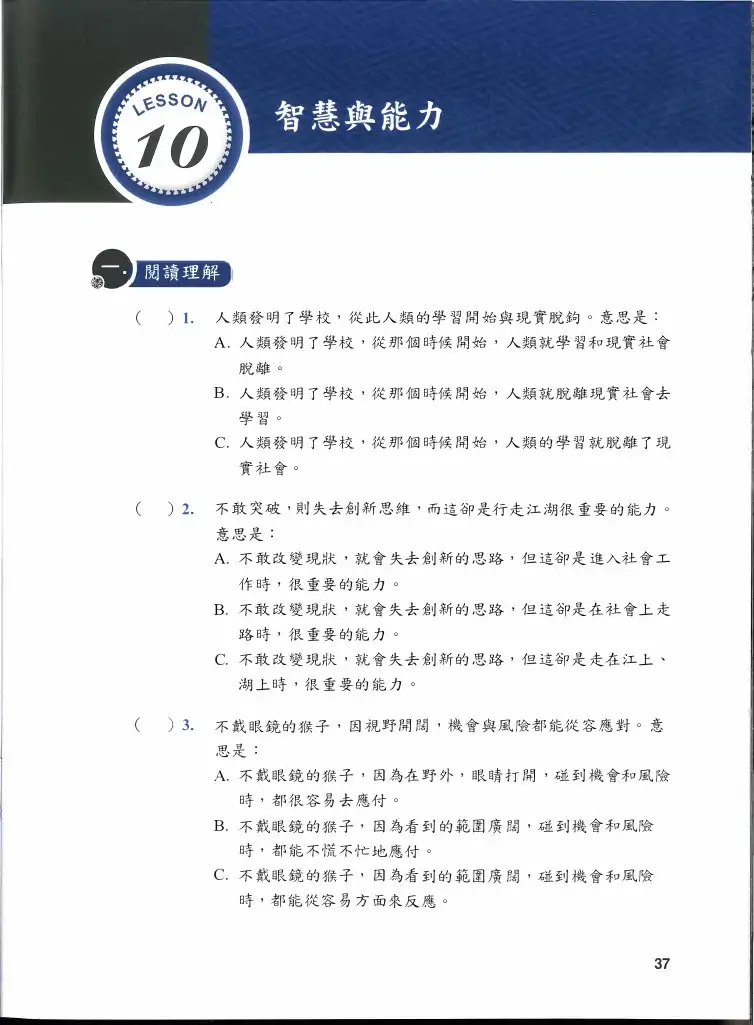 LESSON
10
智慧與能力
一.
閱讀理解
（　）1. 人類發明了學校，從此人類的學習開始與現實脫鉤。意思是：
A. 人類發明了學校，從那個時候開始，人類就學習和現實社會
脫離。
B. 人類發明了學校，從那個時候開始，人類就脫離現實社會去
學習。
C. 人類發明了學校，從那個時候開始，人類的學習就脫離了現
實社會。
（　）2. 不敢突破，則失去創新思維，而這卻是行走江湖很重要的能力。
意思是：
A. 不敢改變現狀，就會失去創新的思路，但這卻是進入社會工
作時，很重要的能力。
B. 不敢改變現狀，就會失去創新的思路，但這卻是在社會上走
路時，很重要的能力。
C. 不敢改變現狀，就會失去創新的思路，但這卻是走在江上、
湖上時，很重要的能力。
（　）3. 不戴眼鏡的猴子，因視野開闊，機會與風險都能從容應對。意
思是：
A. 不戴眼鏡的猴子，因為在野外，眼睛打開，碰到機會和風險
時，都很容易去應付。
B. 不戴眼鏡的猴子，因為看到的範圍廣闊，碰到機會和風險
時，都能不慌不忙地應付。
C. 不戴眼鏡的猴子，因為看到的範圍廣闊，碰到機會和風險
時，都能從容易方面來反應。
37